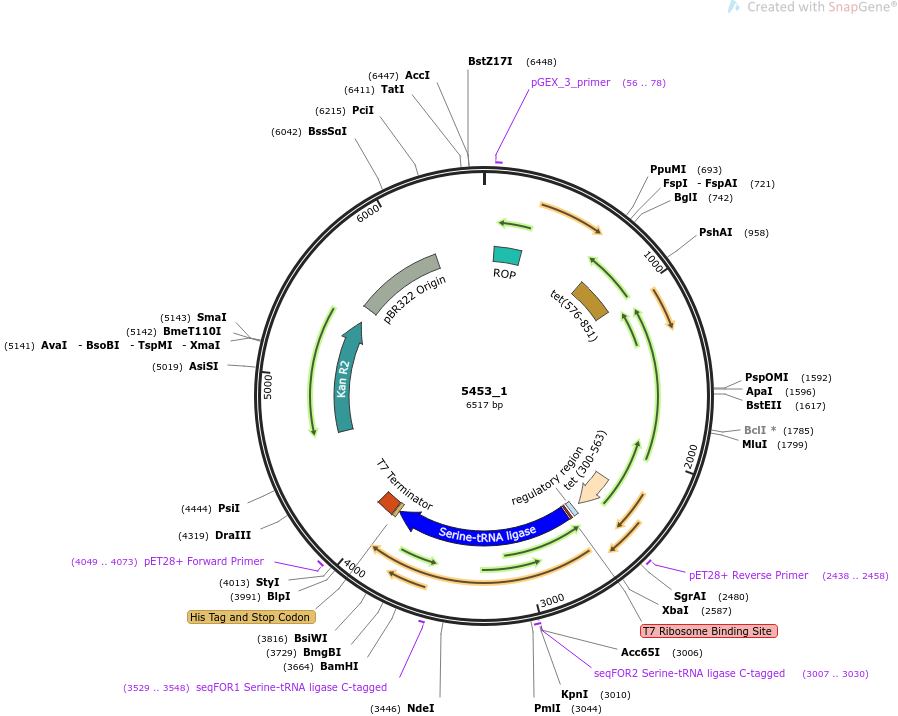 Created with SnapGene®
BstZ17I (6448)
(6447) AccI
pGEX_3_primer (56 .. 78)
(6411) TatI
(6215) PciI
(6042) BssSαI
PpuMI (693)
FspI - FspAI (721)
BglI (742)
PshAI (958)
6000
1000
ROP
pBR322 Origin
tet(576-851)
(5143) SmaI
(5142) BmeT110I
(5141) AvaI - BsoBI - TspMI - XmaI
(5019) AsiSI
5000
Kan R2
5453_1
6517 bp
PspOMI (1592)
ApaI (1596)
BstEII (1617)
BclI * (1785)
MluI (1799)
2000
T7 Terminator
regulatory region
tet (300-563)
(4444) PsiI
(4319) DraIII
Serine-tRNA ligase
(4049 .. 4073) pET28+ Forward Primer
4000
pET28+ Reverse Primer (2438 .. 2458)
(4013) StyI
(3991) BlpI
SgrAI (2480)
XbaI (2587)
3000
His Tag and Stop Codon
T7 Ribosome Binding Site
(3816) BsiWI
(3729) BmgBI
(3664) BamHI
Acc65I (3006)
seqFOR2 Serine-tRNA ligase C-tagged (3007 .. 3030)
(3529 .. 3548) seqFOR1 Serine-tRNA ligase C-tagged
KpnI (3010)
(3446) NdeI
PmlI (3044)